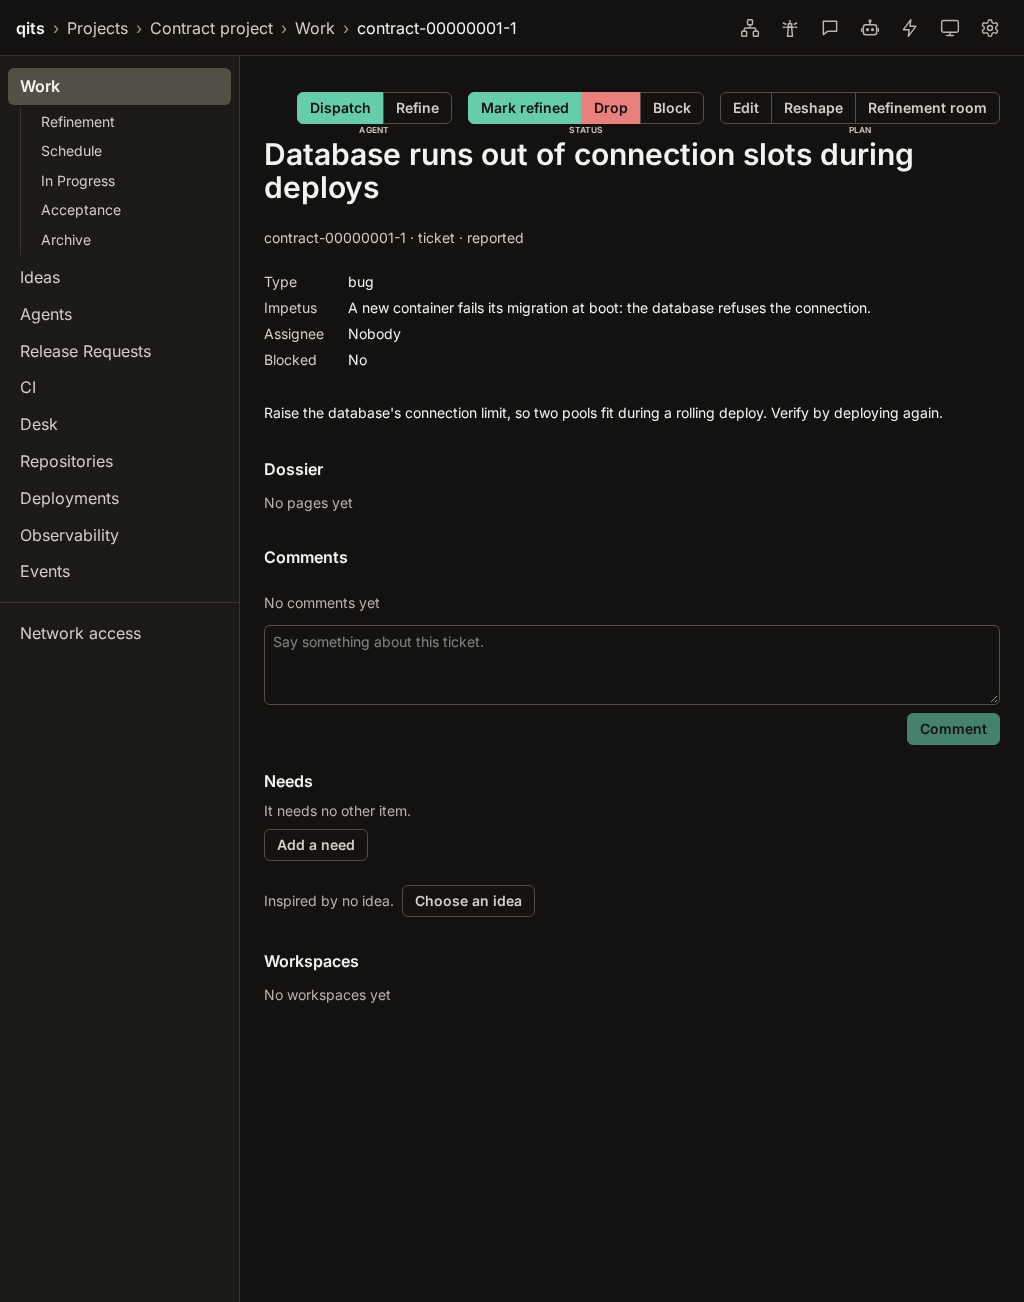 qits › Projects › Contract project › Work › contract-00000001-1
Work
Refinement
Schedule
In Progress
Acceptance
Archive
Ideas
Agents
Release Requests
CI
Desk
Repositories
Deployments
Observability
Events
Network access
Dispatch Refine
AGENT
Mark refined Drop Block
STATUS
Edit Reshape Refinement room
PLAN
Database runs out of connection slots during
deploys
contract-00000001-1 · ticket · reported
Type bug
Impetus A new container fails its migration at boot: the database refuses the connection.
Assignee Nobody
Blocked No
Raise the database's connection limit, so two pools fit during a rolling deploy. Verify by deploying again.
Dossier
No pages yet
Comments
No comments yet
Say something about this ticket.
Comment
Needs
It needs no other item.
Add a need
Inspired by no idea. Choose an idea
Workspaces
No workspaces yet